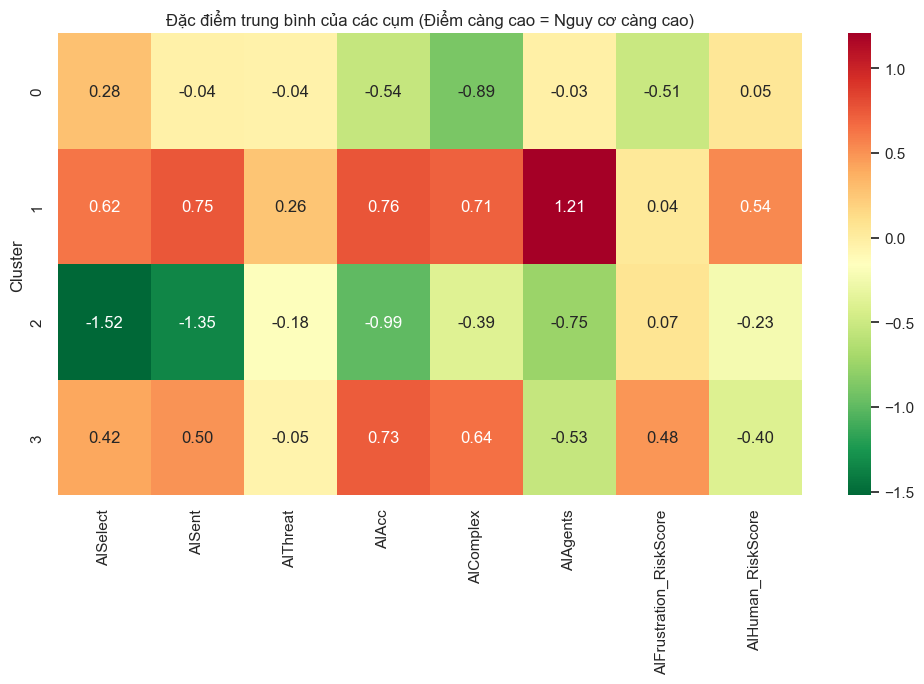 Đặc điểm trung bình của các cụm (Điểm càng cao = Nguy cơ càng cao)
Cluster
0
0.28 -0.04 -0.04 -0.54 -0.89 -0.03 -0.51 0.05
1
0.62 0.75 0.26 0.76 0.71 1.21 0.04 0.54
2
-1.52 -1.35 -0.18 -0.99 -0.39 -0.75 0.07 -0.23
3
0.42 0.50 -0.05 0.73 0.64 -0.53 0.48 -0.40
AISelect
AISent
AIThreat
AIAcc
AIComplex
AIAgents
AIFrustration_RiskScore
AIHuman_RiskScore
1.0
0.5
0.0
−0.5
−1.0
−1.5